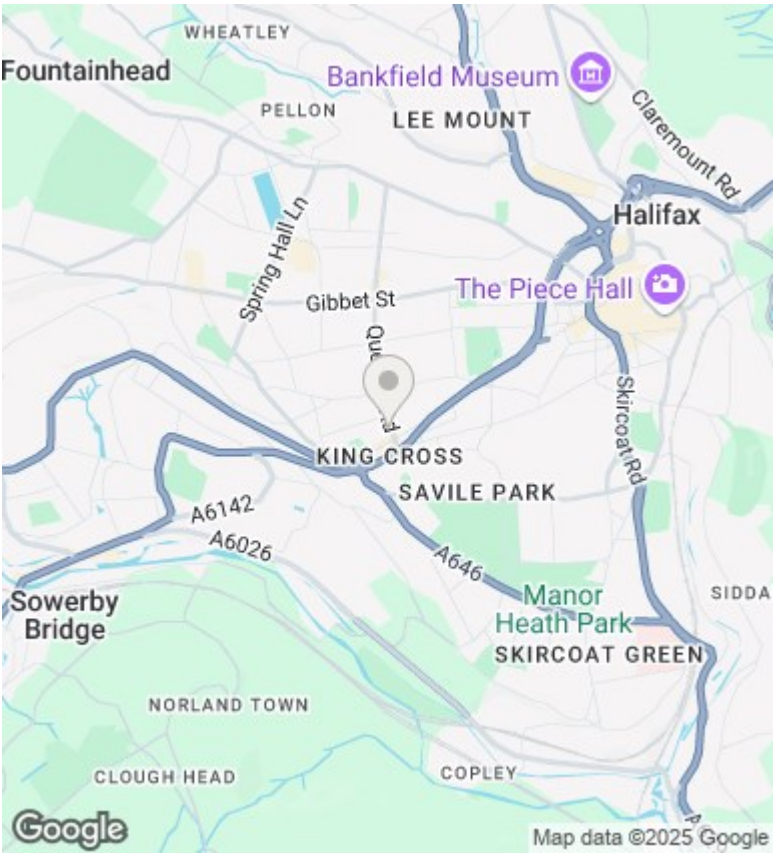 WHEATLEY
Fountainhead
Bankfield Museum
PELLON
LEE MOUNT
Claremount Rd
Halifax
Spring Hall Ln
The Piece Hall
Gibbet St
Skircoat Rd
KING CROSS
SAVILE PARK
A6142
A6026
A646
Sowerby
Bridge
Manor
Heath Park
SIDDA
SKIRCOAT GREEN
NORLAND TOWN
CLOUGH HEAD
COPLEY
Google
Map data ©2025 Google